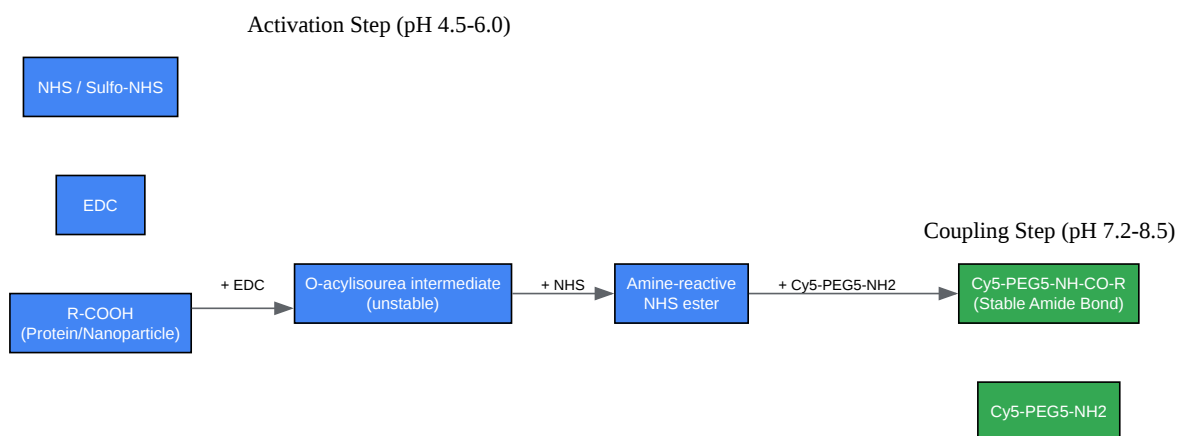 Activation Step (pH 4.5-6.0)
NHS / Sulfo-NHS
EDC
R-COOH
(Protein/Nanoparticle)
+ EDC
O-acylisourea intermediate
(unstable)
+ NHS
Amine-reactive
NHS ester
+ Cy5-PEG5-NH2
Coupling Step (pH 7.2-8.5)
Cy5-PEG5-NH-CO-R
(Stable Amide Bond)
Cy5-PEG5-NH2